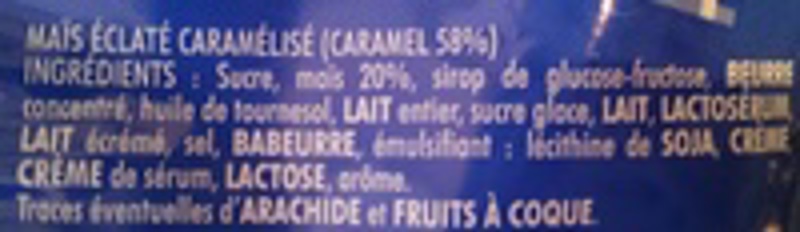 MAÏS ÉCLATÉ CARAMÉLISÉ (CARAMEL 58%)
INGRÉDIENTS : Sucre, maïs 20%, sirop de glucose-fructose, BEURRE
concentré, huile de tournesol, LAIT entier, sucre glace, LAIT, LACTOSERUM,
LAIT écrémé, sel, BABEURRE, émulsifiant : lécithine de SOJA, CRÈME
CRÈME de sérum, LACTOSE, arôme.
Traces éventuelles d'ARACHIDE et FRUITS À COQUE.